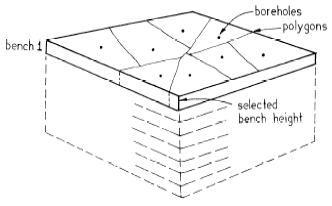 boreholes
polygons
bench 1
selected
bench height